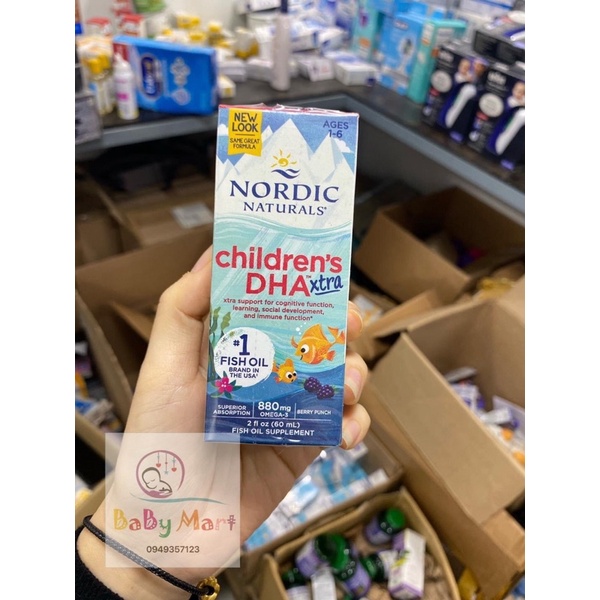 NEW
LOOK
SAME GREAT
FORMULA
AGES
1-6
NORDIC
NATURALS®
children's
DHA™ xtra
xtra support for cognitive function,
learning, social development,
and immune function*
#1
FISH OIL
BRAND IN
THE USA
SUPERIOR
ABSORPTION
880mg
OMEGA-3
BERRY PUNCH
2 fl oz (60 mL)
FISH OIL SUPPLEMENT
BaBy Mart
0949357123